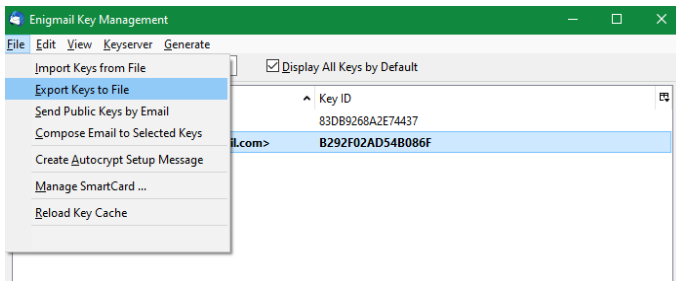 Enigmail Key Management
File Edit View Keyserver Generate
Import Keys from File
Display All Keys by Default
Export Keys to File
Key ID
Send Public Keys by Email
83DB9268A2E74437
Compose Email to Selected Keys
il.com>
B292F02AD54B086F
Create Autocrypt Setup Message
Manage SmartCard ...
Reload Key Cache